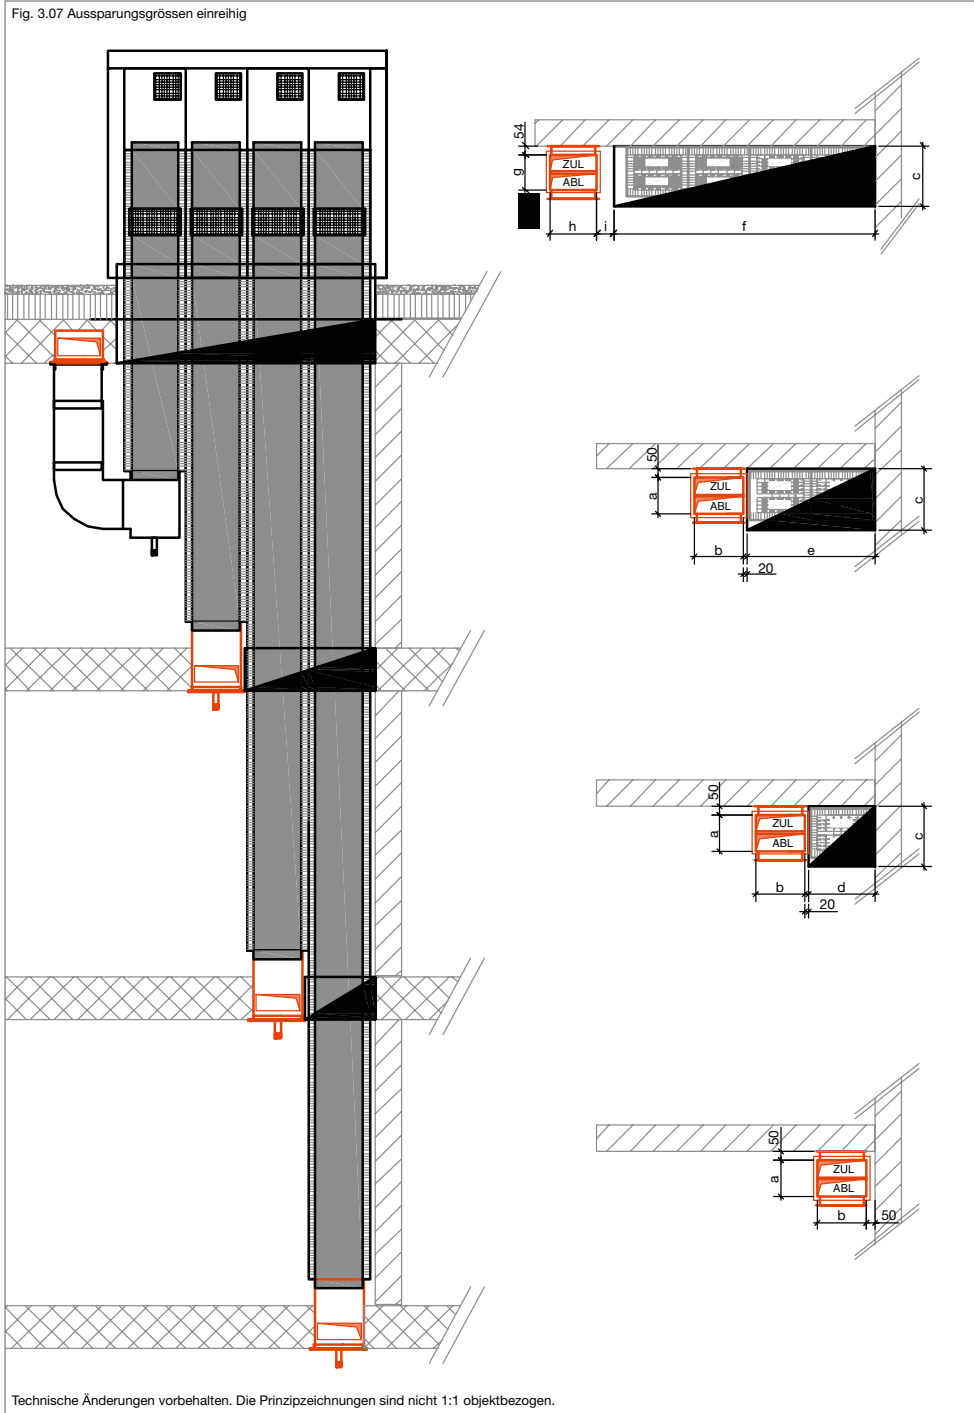 Fig. 3.07 Aussparungsgrössen einreihig
54
g
ZUL
ABL
c
h
i
f
50
a
ZUL
ABL
c
b
e
20
50
a
ZUL
ABL
c
b
d
20
50
a
ZUL
ABL
b
50
Technische Änderungen vorbehalten. Die Prinzipzeichnungen sind nicht 1:1 objektbezogen.